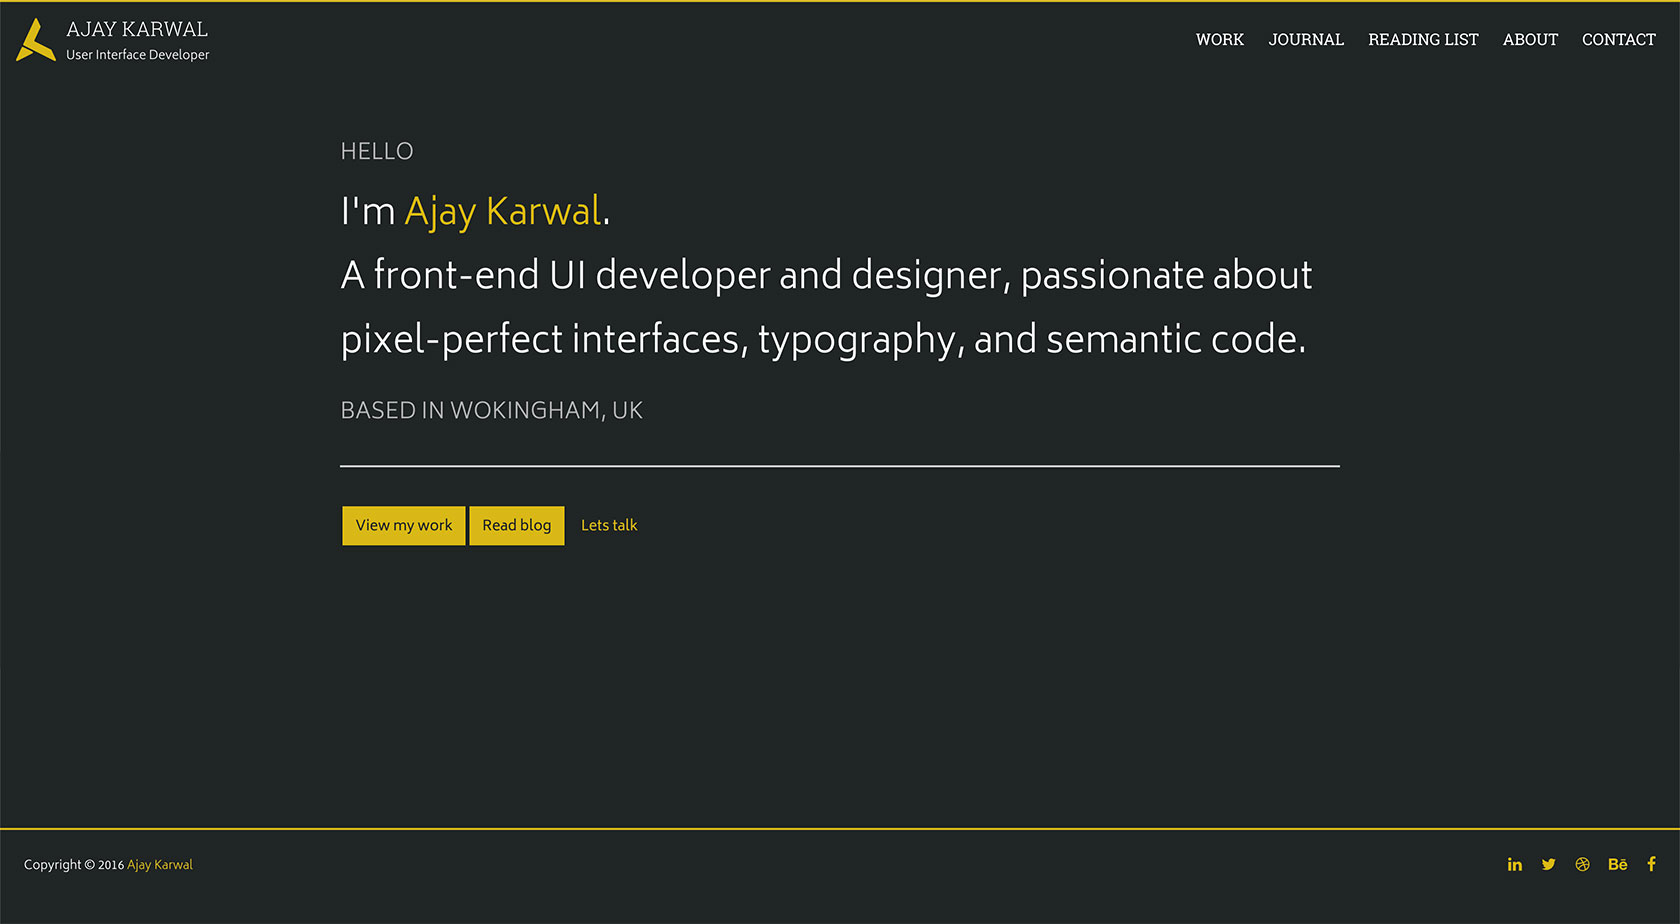 AJAY KARWAL
User Interface Developer
WORK JOURNAL READING LIST ABOUT CONTACT
HELLO
I'm Ajay Karwal.
A front-end UI developer and designer, passionate about
pixel-perfect interfaces, typography, and semantic code.
BASED IN WOKINGHAM, UK
View my work Read blog Lets talk
Copyright © 2016 Ajay Karwal